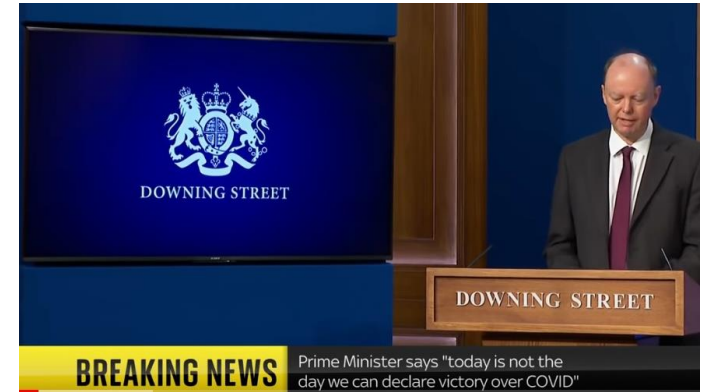 DOWNING STREET
DOWNING STREET
BREAKING NEWS
Prime Minister says "today is not the
day we can declare victory over COVID"